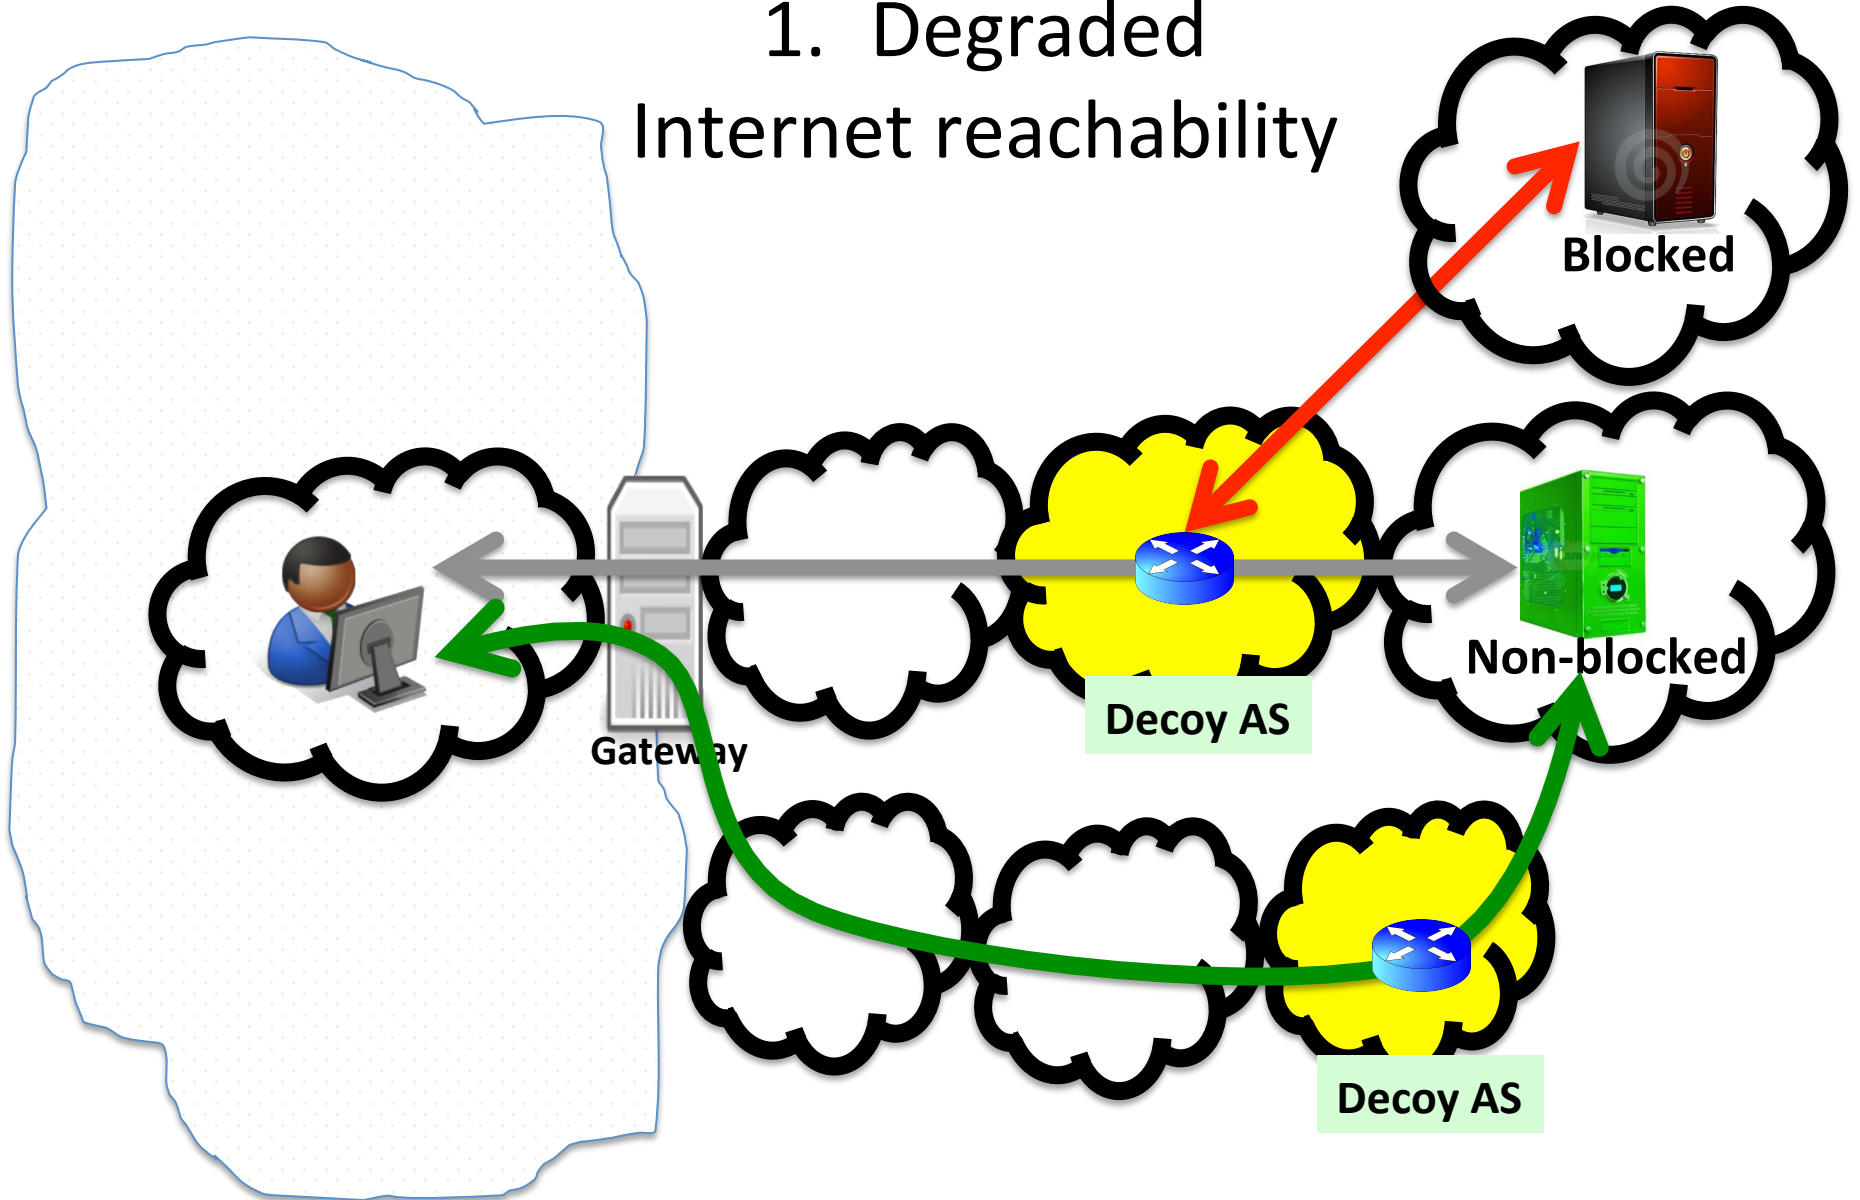 1. Degraded
Internet reachability
Blocked
Non-blocked
Decoy AS
Gateway
Decoy AS